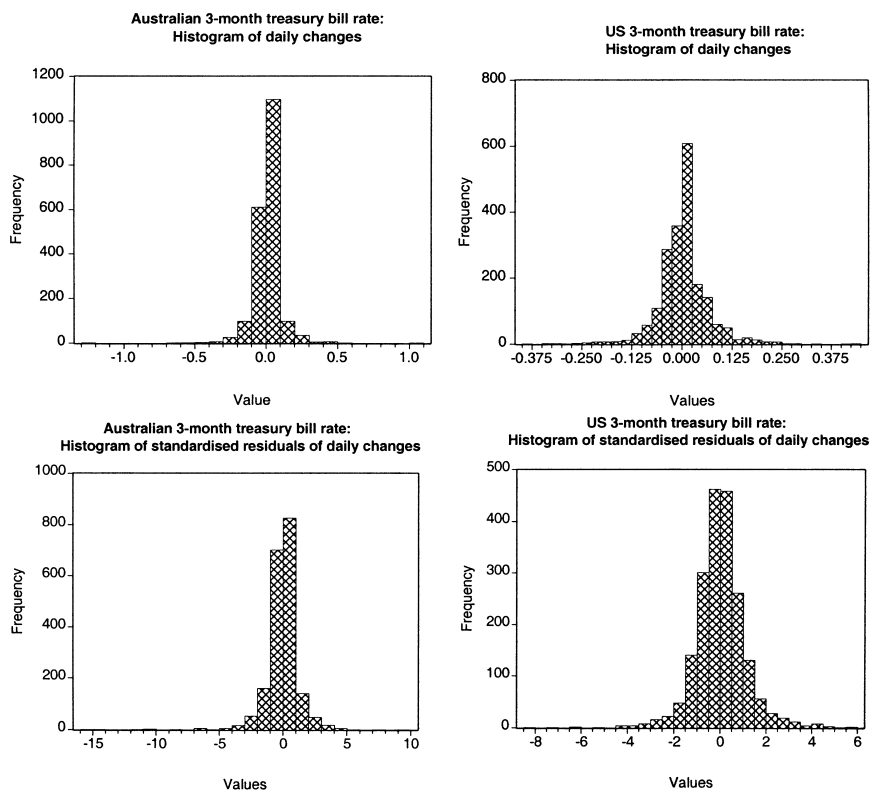 Australian 3-month treasury bill rate:
Histogram of daily changes
1200
1000
800
600
400
200
0
Frequency
-1.0 -0.5 0.0 0.5 1.0
Value
US 3-month treasury bill rate:
Histogram of daily changes
800
600
400
200
0
Frequency
-0.375 -0.250 -0.125 0.000 0.125 0.250 0.375
Values
Australian 3-month treasury bill rate:
Histogram of standardised residuals of daily changes
1000
800
600
400
200
0
Frequency
-15 -10 -5 0 5 10
Values
US 3-month treasury bill rate:
Histogram of standardised residuals of daily changes
500
400
300
200
100
0
Frequency
-8 -6 -4 -2 0 2 4 6
Values